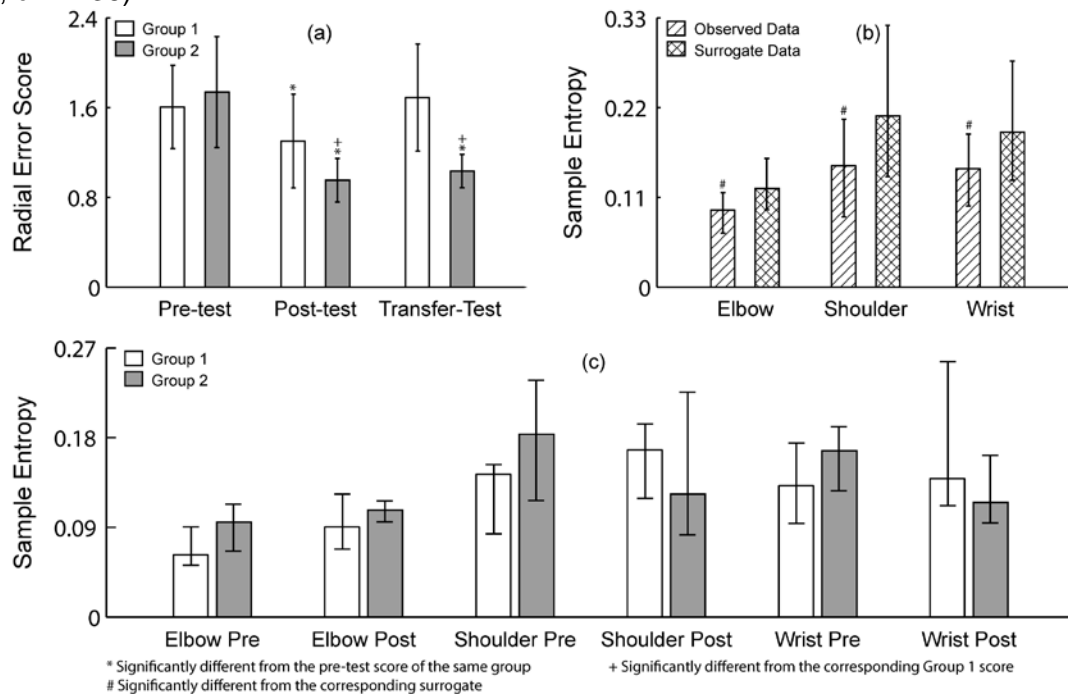 Group 1
Group 2
(a)
* 
+
*
+
*
2.4
1.6
0.8
0
Radial Error Score
Pre-test Post-test Transfer-Test
Observed Data
Surrogate Data
(b)
#
#
#
0.33
0.22
0.11
0
Sample Entropy
Elbow Shoulder Wrist
Group 1
Group 2
(c)
0.27
0.18
0.09
0
Sample Entropy
Elbow Pre Elbow Post Shoulder Pre Shoulder Post Wrist Pre Wrist Post
* Significantly different from the pre-test score of the same group + Significantly different from the corresponding Group 1 score
# Significantly different from the corresponding surrogate